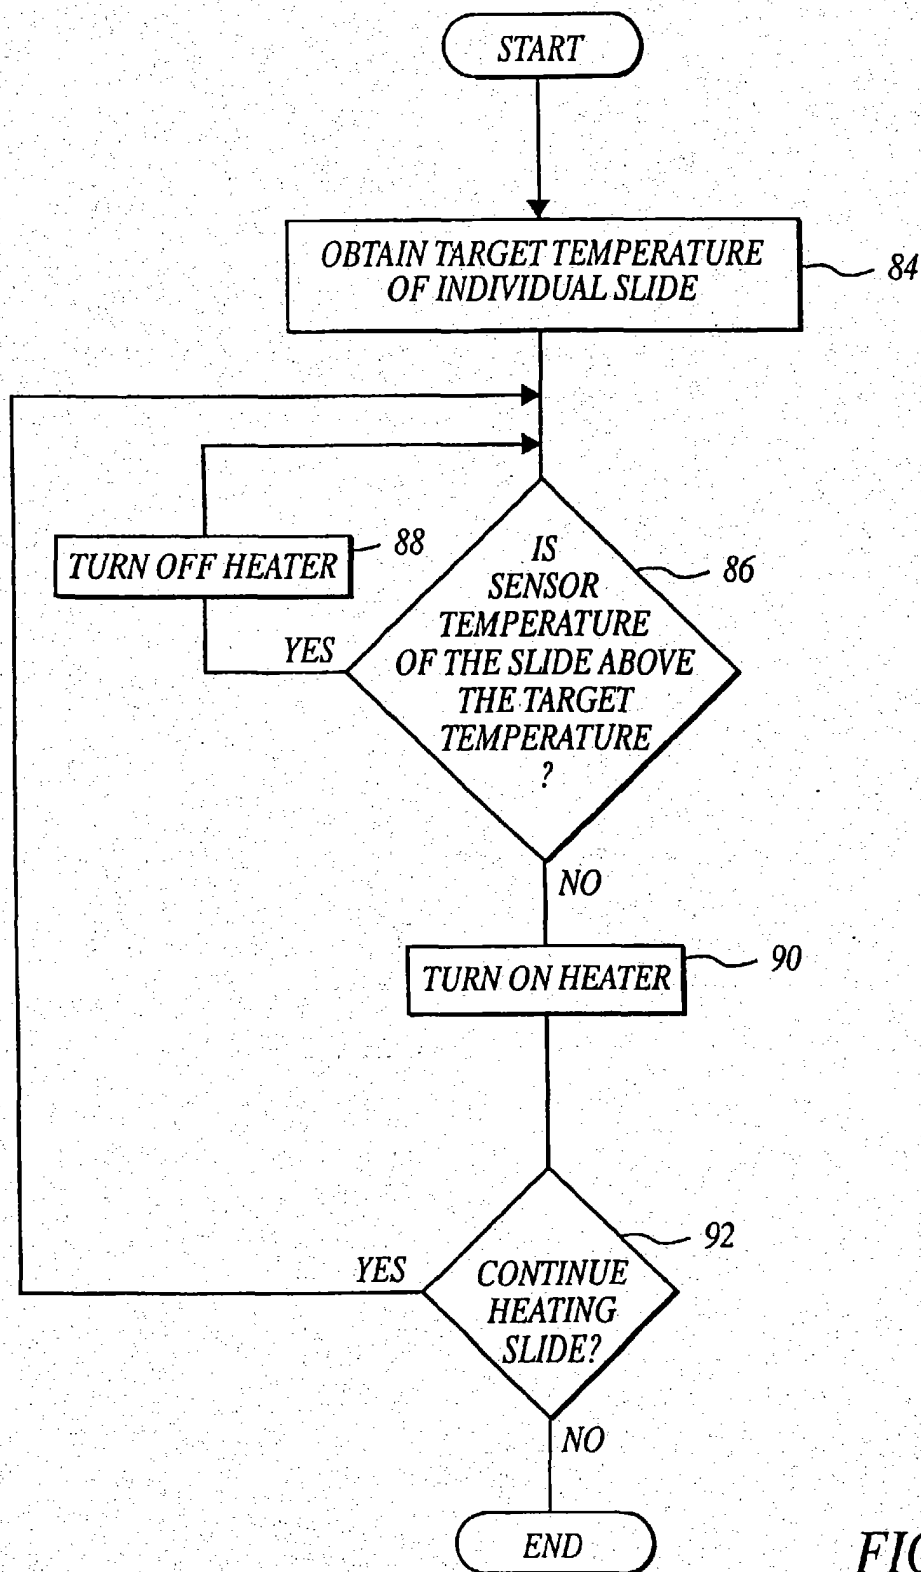 START
OBTAIN TARGET TEMPERATURE
OF INDIVIDUAL SLIDE
84
TURN OFF HEATER
88
YES
IS
SENSOR
TEMPERATURE
OF THE SLIDE ABOVE
THE TARGET
TEMPERATURE
?
86
NO
TURN ON HEATER
90
YES
CONTINUE
HEATING
SLIDE?
92
NO
END
FIG